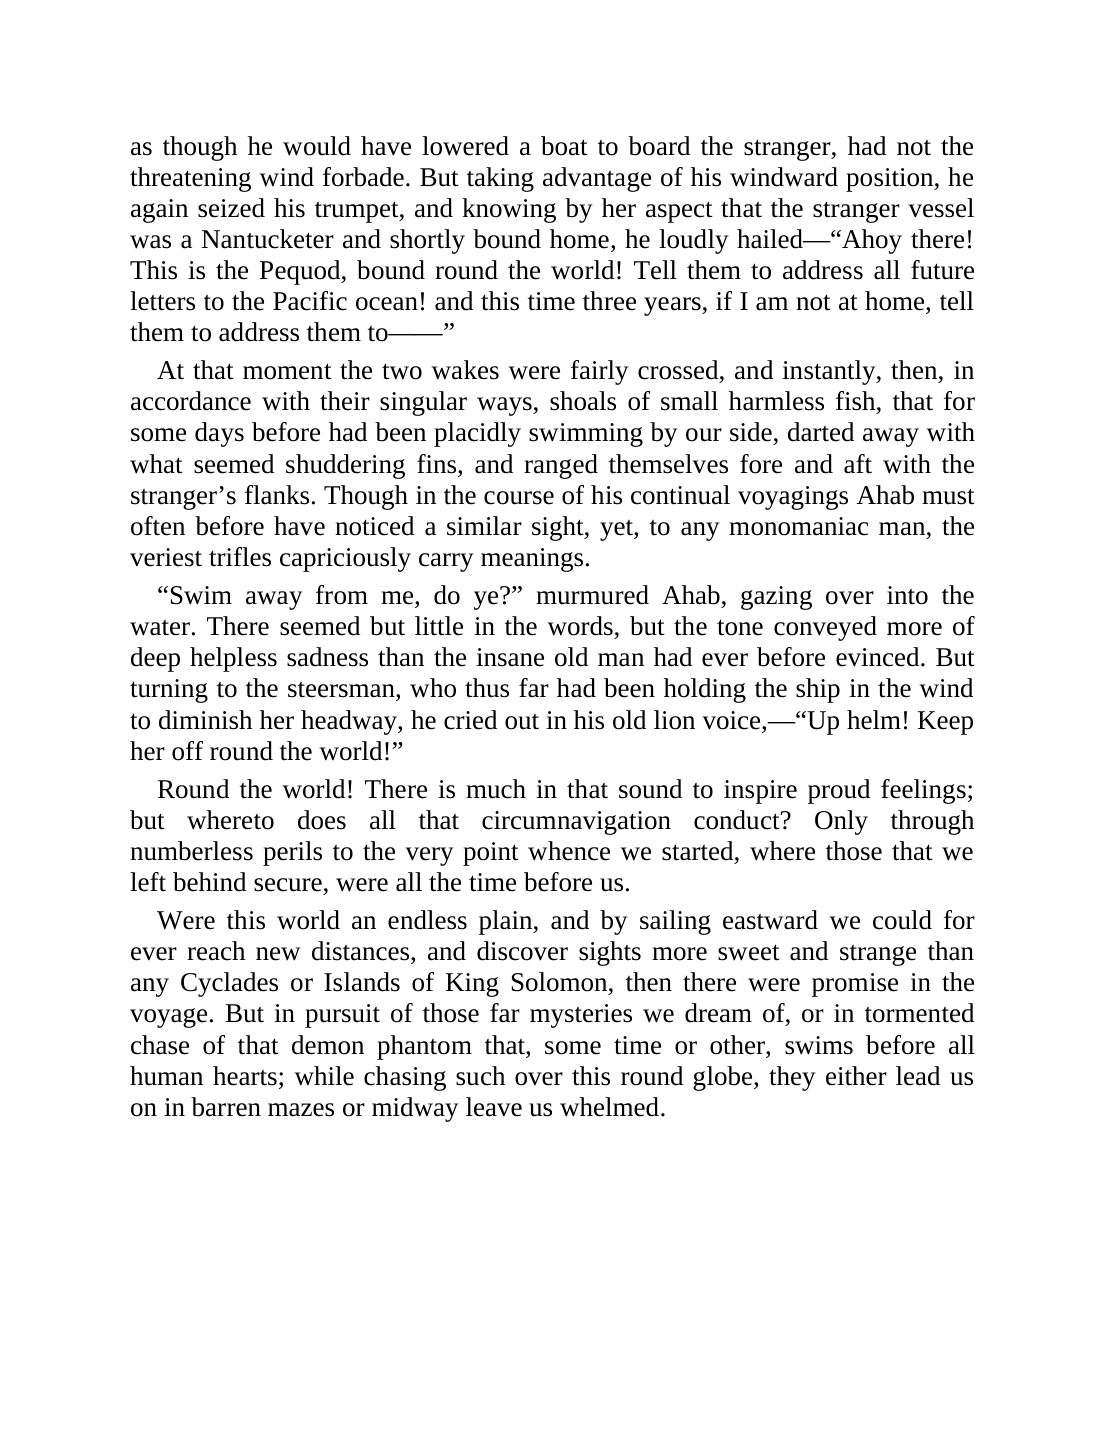 as though he would have lowered a boat to board the stranger, had not the
threatening wind forbade. But taking advantage of his windward position, he
again seized his trumpet, and knowing by her aspect that the stranger vessel
was a Nantucketer and shortly bound home, he loudly hailed—“Ahoy there!
This is the Pequod, bound round the world! Tell them to address all future
letters to the Pacific ocean! and this time three years, if I am not at home, tell
them to address them to——”
At that moment the two wakes were fairly crossed, and instantly, then, in
accordance with their singular ways, shoals of small harmless fish, that for
some days before had been placidly swimming by our side, darted away with
what seemed shuddering fins, and ranged themselves fore and aft with the
stranger’s flanks. Though in the course of his continual voyagings Ahab must
often before have noticed a similar sight, yet, to any monomaniac man, the
veriest trifles capriciously carry meanings.
“Swim away from me, do ye?” murmured Ahab, gazing over into the
water. There seemed but little in the words, but the tone conveyed more of
deep helpless sadness than the insane old man had ever before evinced. But
turning to the steersman, who thus far had been holding the ship in the wind
to diminish her headway, he cried out in his old lion voice,—“Up helm! Keep
her off round the world!”
Round the world! There is much in that sound to inspire proud feelings;
but whereto does all that circumnavigation conduct? Only through
numberless perils to the very point whence we started, where those that we
left behind secure, were all the time before us.
Were this world an endless plain, and by sailing eastward we could for
ever reach new distances, and discover sights more sweet and strange than
any Cyclades or Islands of King Solomon, then there were promise in the
voyage. But in pursuit of those far mysteries we dream of, or in tormented
chase of that demon phantom that, some time or other, swims before all
human hearts; while chasing such over this round globe, they either lead us
on in barren mazes or midway leave us whelmed.